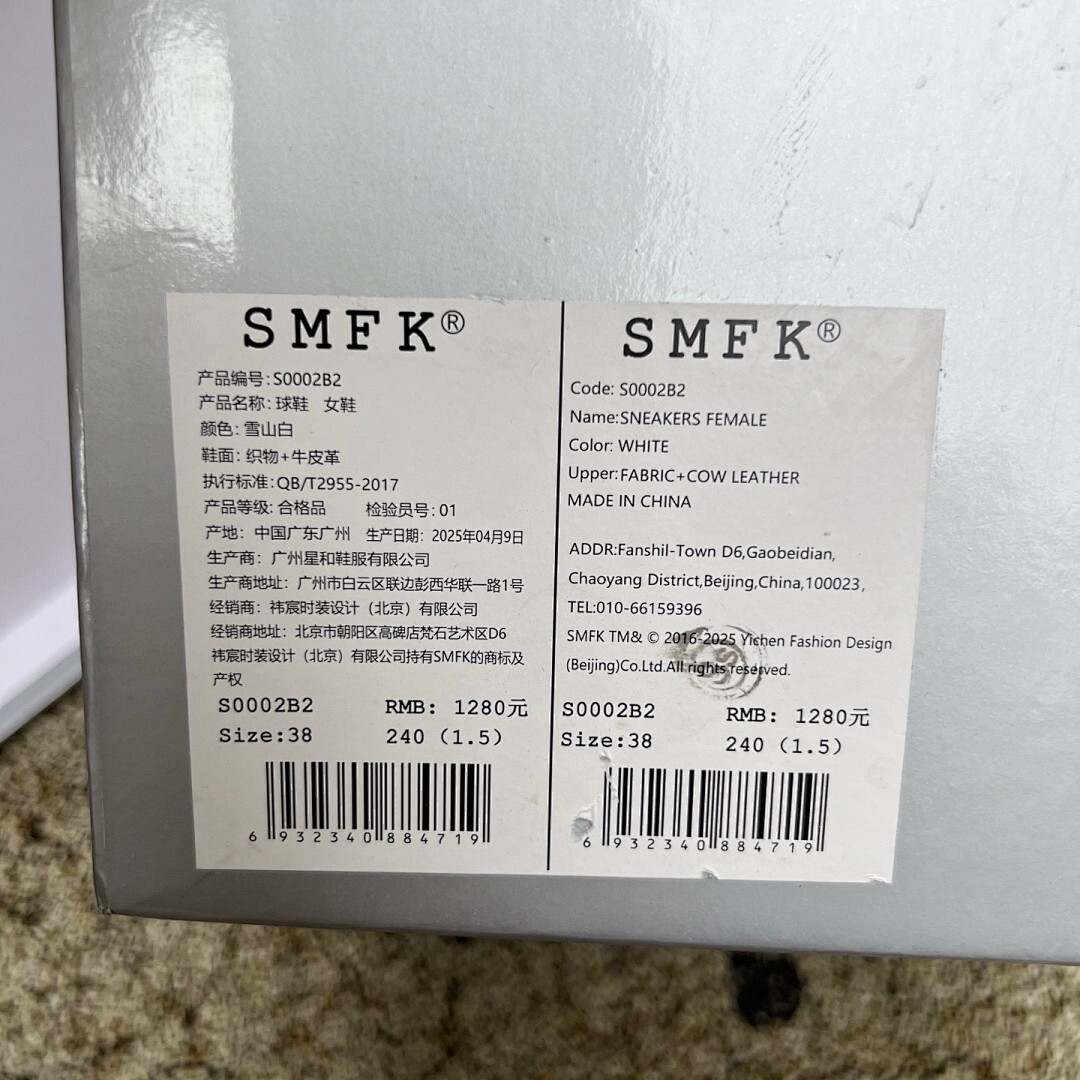 SMFK®
产品编号:S0002B2
产品名称:球鞋 女鞋
颜色:雪山白
鞋面:织物+牛皮革
执行标准:QB/T2955-2017
产品等级:合格品 检验员号:01
产地: 中国广东广州 生产日期: 2025年04月9日
生产商: 广州星和鞋服有限公司
生产商地址: 广州市白云区联边彭西华联一路1号
经销商: 祎宸时装设计（北京）有限公司
经销商地址: 北京市朝阳区高碑店梵石艺术区D6
祎宸时装设计（北京）有限公司持有SMFK的商标及
产权
S0002B2 RMB: 1280元
Size:38 240 (1.5)
6 932340 884719
SMFK®
Code: S0002B2
Name:SNEAKERS FEMALE
Color: WHITE
Upper:FABRIC+COW LEATHER
MADE IN CHINA
ADDR:Fanshil-Town D6,Gaobeidian,
Chaoyang District,Beijing,China,100023,
TEL:010-66159396
SMFK TM& © 2016-2025 Yichen Fashion Design
(Beijing)Co.Ltd.All rights reserved.
S0002B2 RMB: 1280元
Size:38 240 (1.5)
6 932340 884719